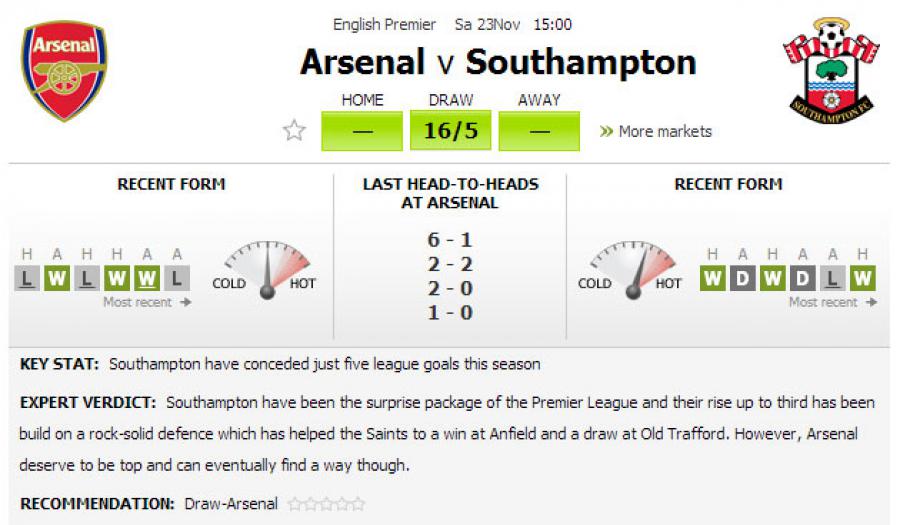 English Premier Sa 23Nov 15:00
Arsenal v Southampton
Arsenal
SOUTHAMPTON FC
HOME DRAW AWAY
— 16/5 — » More markets
RECENT FORM
H A H H A A
L W L W W L
Most recent →
COLD HOT
LAST HEAD-TO-HEADS
AT ARSENAL
6 - 1
2 - 2
2 - 0
1 - 0
RECENT FORM
COLD HOT
H A H A A H
W D W D L W
Most recent →
KEY STAT: Southampton have conceded just five league goals this season
EXPERT VERDICT: Southampton have been the surprise package of the Premier League and their rise up to third has been
build on a rock-solid defence which has helped the Saints to a win at Anfield and a draw at Old Trafford. However, Arsenal
deserve to be top and can eventually find a way though.
RECOMMENDATION: Draw-Arsenal